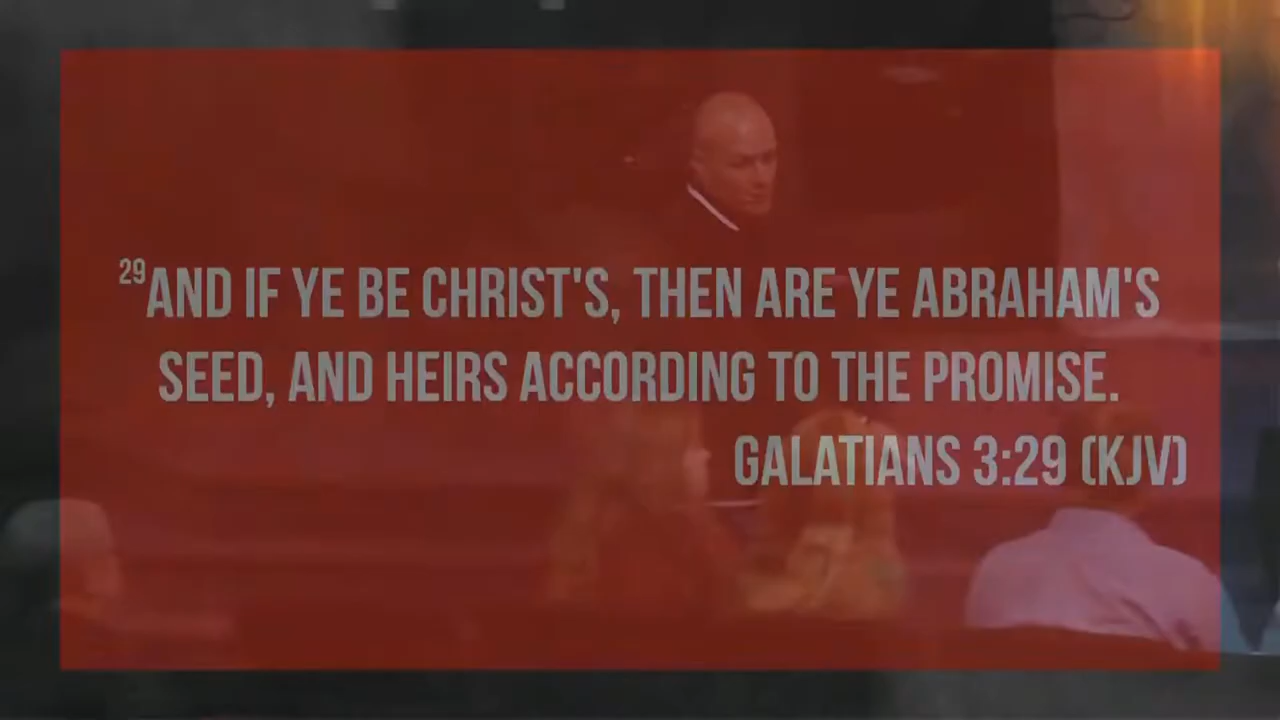 29AND IF YE BE CHRIST'S, THEN ARE YE ABRAHAM'S
SEED, AND HEIRS ACCORDING TO THE PROMISE.
GALATIANS 3:29 (KJV)